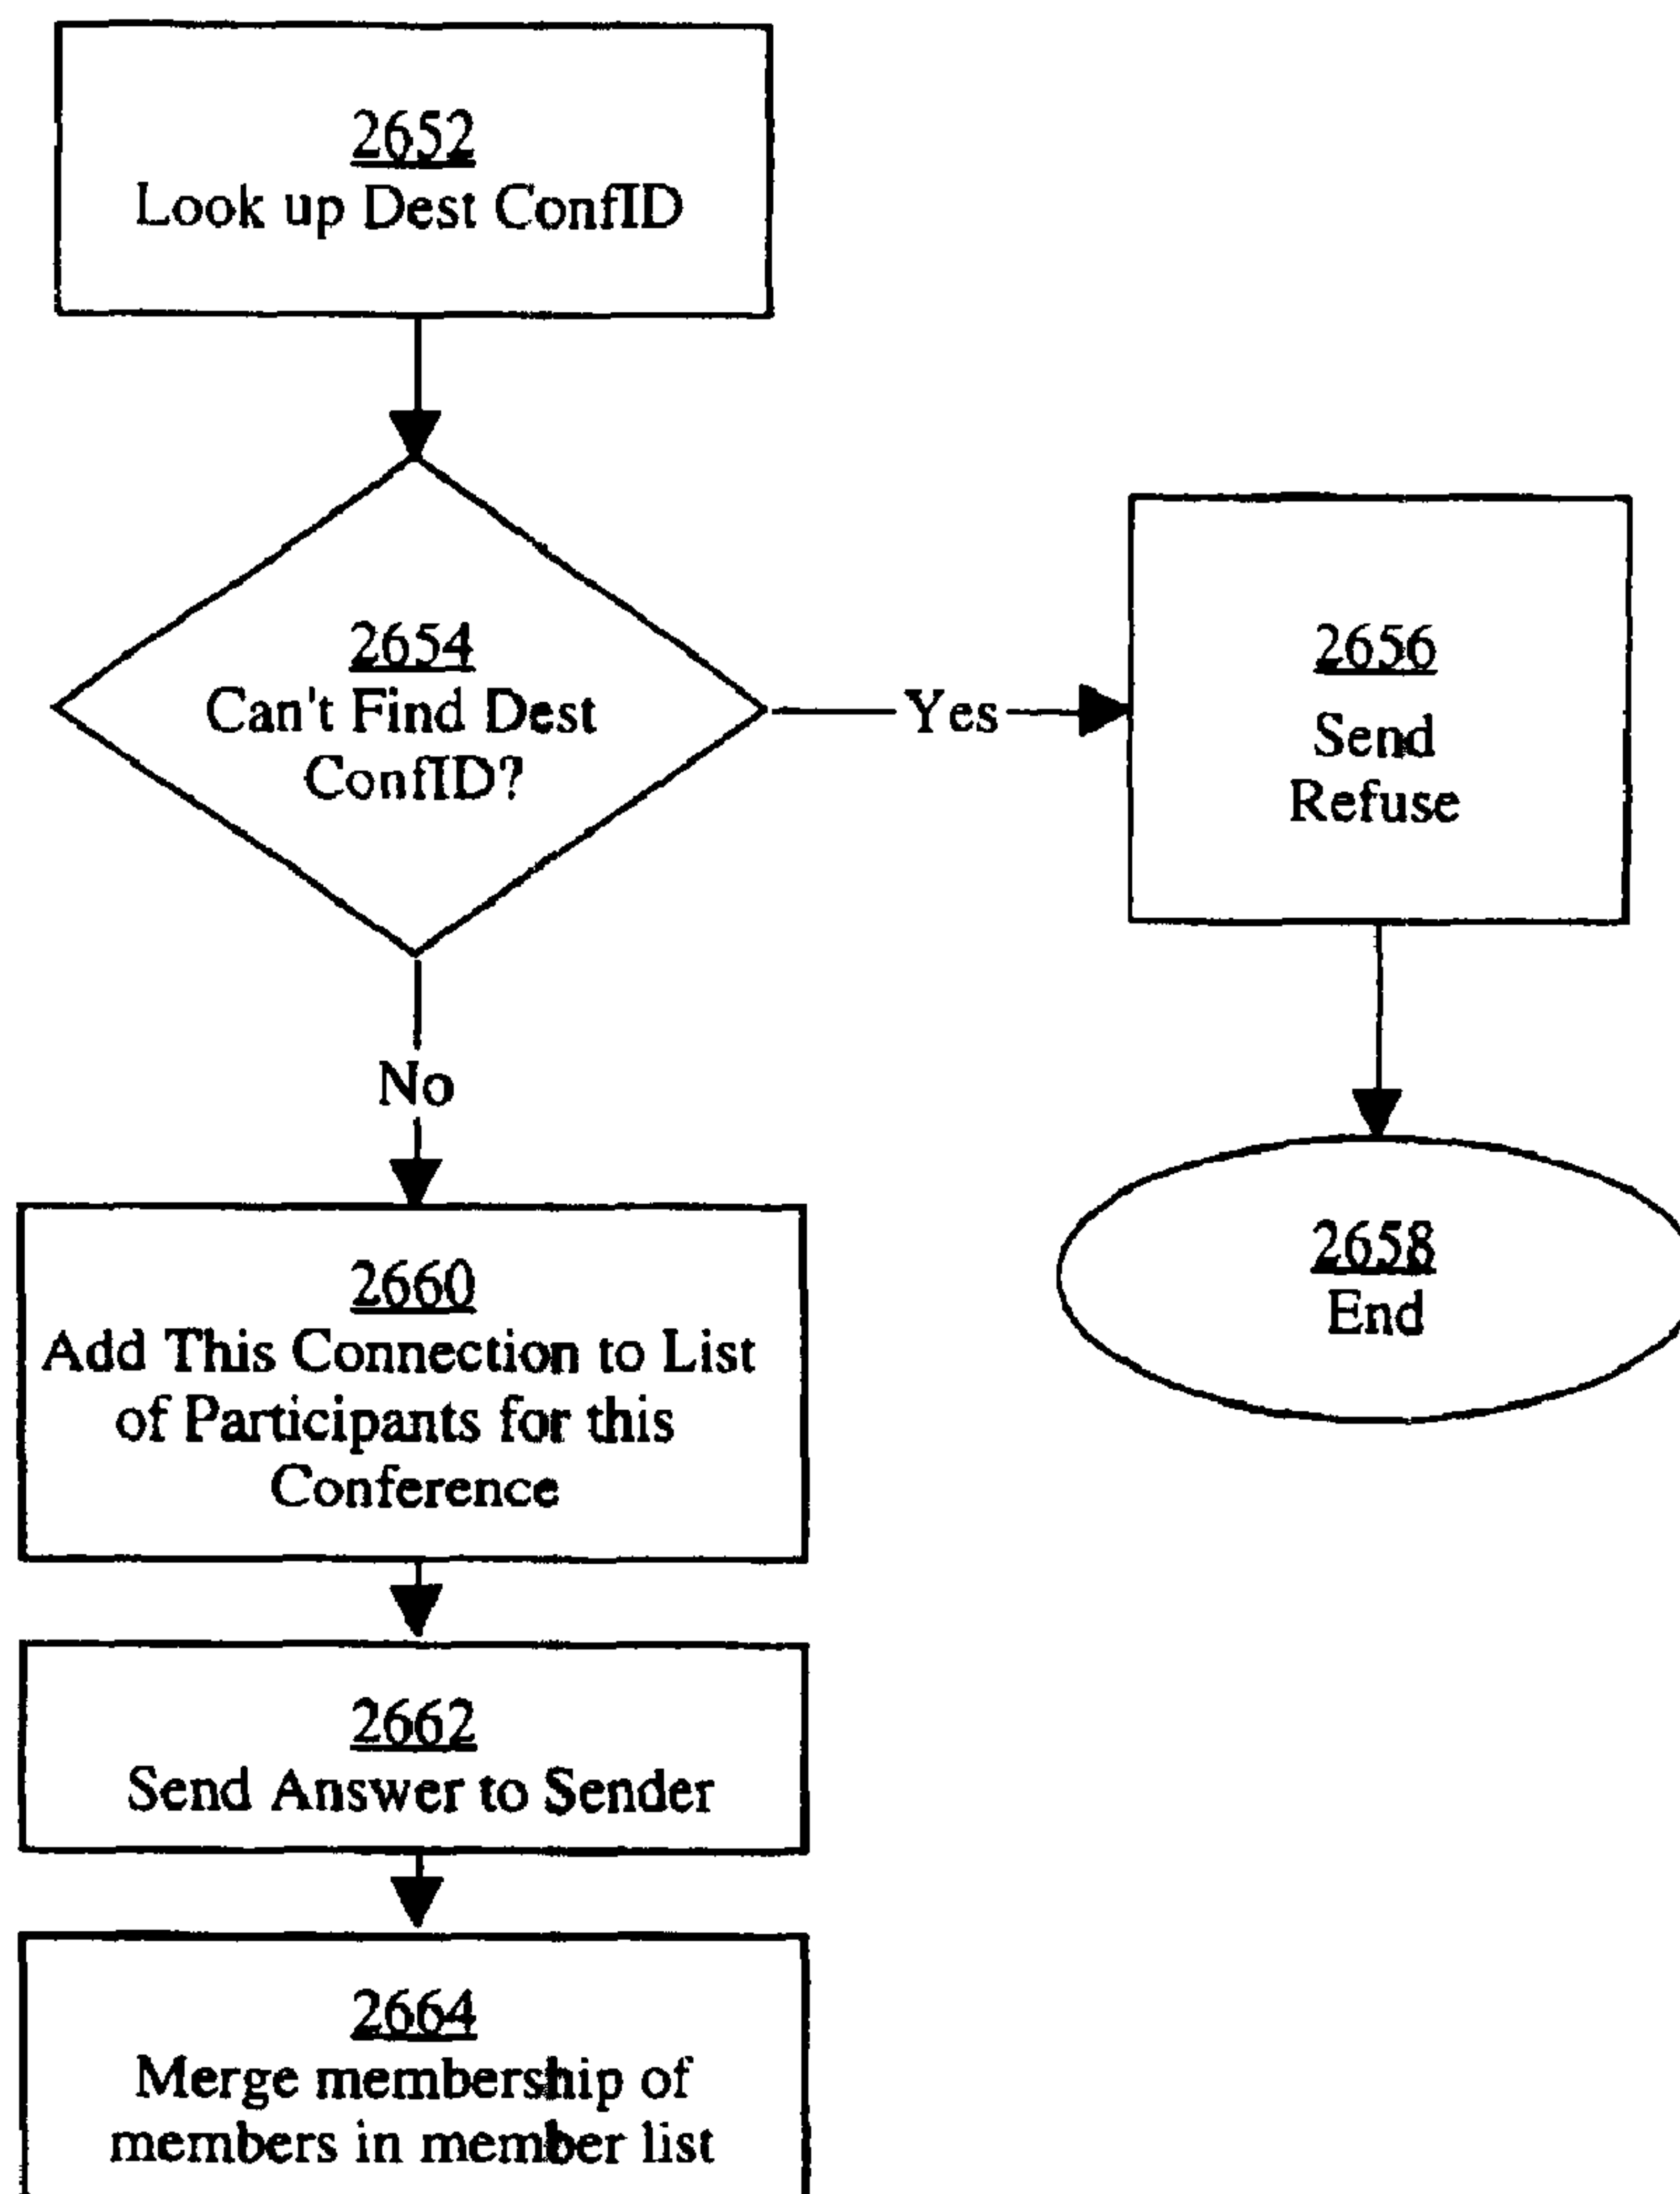 2652
Look up Dest ConfID
2654
Can't Find Dest
ConfID?
Yes
2656
Send
Refuse
No
2658
End
2660
Add This Connection to List
of Participants for this
Conference
2662
Send Answer to Sender
2664
Merge membership of
members in member list